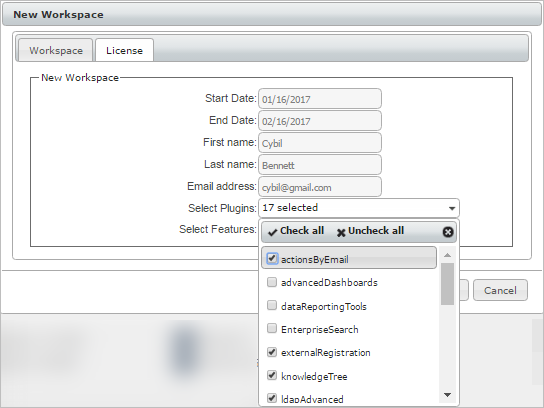 New Workspace
Workspace License
New Workspace
Start Date: 01/16/2017
End Date: 02/16/2017
First name: Cybil
Last name: Bennett
Email address: cybil@gmail.com
Select Plugins: 17 selected
Select Features:
Check all Uncheck all
actionsByEmail
advancedDashboards
dataReportingTools
EnterpriseSearch
externalRegistration
knowledgeTree
ldapAdvanced
Cancel